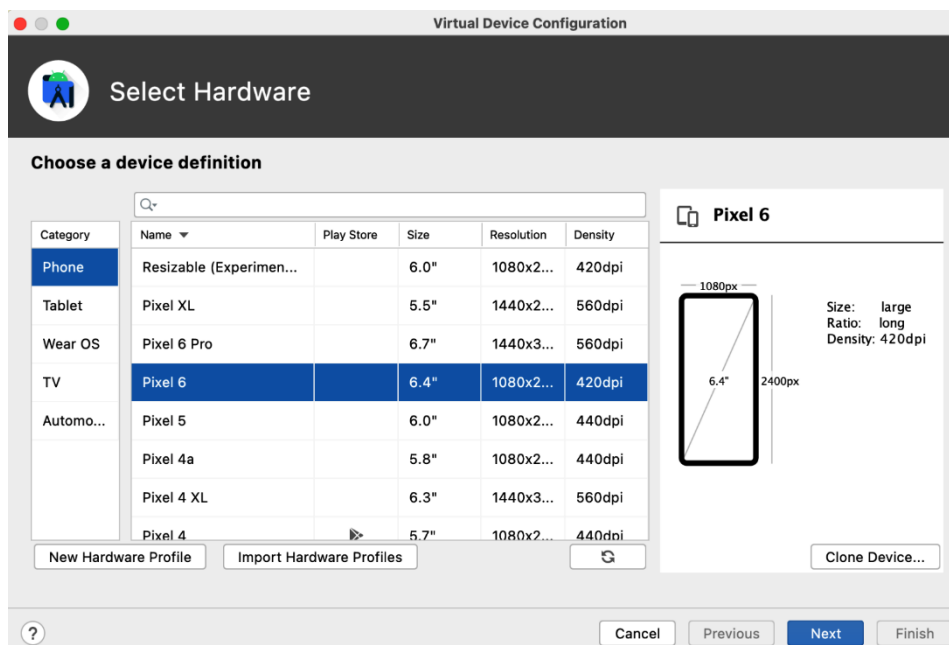 Virtual Device Configuration
Select Hardware
Choose a device definition
Category
Phone
Tablet
Wear OS
TV
Automo...
Name Play Store Size Resolution Density
Resizable (Experimen... 6.0" 1080x2... 420dpi
Pixel XL 5.5" 1440x2... 560dpi
Pixel 6 Pro 6.7" 1440x3... 560dpi
Pixel 6 6.4" 1080x2... 420dpi
Pixel 5 6.0" 1080x2... 440dpi
Pixel 4a 5.8" 1080x2... 440dpi
Pixel 4 XL 6.3" 1440x3... 560dpi
Pixel 4 5.7" 1080x2... 440dpi
New Hardware Profile Import Hardware Profiles
Pixel 6
1080px
6.4" 2400px
Size: large
Ratio: long
Density: 420dpi
Clone Device...
? Cancel Previous Next Finish